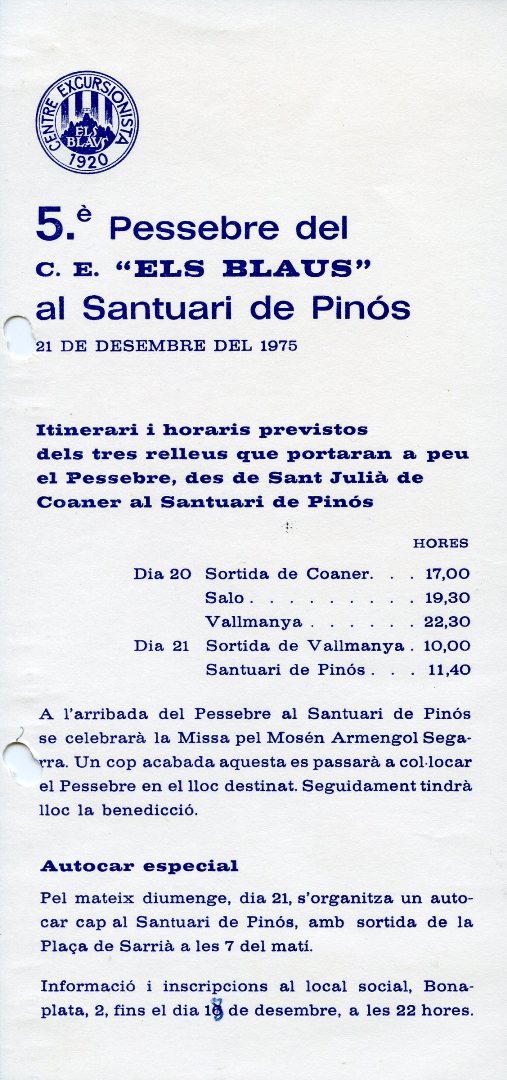 CENTRE EXCURSIONISTA
ELS
BLAUS
1920
5.è Pessebre del
C. E. “ELS BLAUS”
al Santuari de Pinós
21 DE DESEMBRE DEL 1975
Itinerari i horaris previstos
dels tres relleus que portaran a peu
el Pessebre, des de Sant Julià de
Coaner al Santuari de Pinós
HORES
Dia 20 Sortida de Coaner. . . 17,00
Salo . . . . . . . . . 19,30
Vallmanya . . . . . . 22,30
Dia 21 Sortida de Vallmanya . 10,00
Santuari de Pinós . . . 11,40
A l’arribada del Pessebre al Santuari de Pinós
se celebrarà la Missa pel Mosén Armengol Sega-
rra. Un cop acabada aquesta es passarà a col·locar
el Pessebre en el lloc destinat. Seguidament tindrà
lloc la benedicció.
Autocar especial
Pel mateix diumenge, dia 21, s’organitza un auto-
car cap al Santuari de Pinós, amb sortida de la
Plaça de Sarrià a les 7 del matí.
Informació i inscripcions al local social, Bona-
plata, 2, fins el dia de desembre, a les 22 hores.